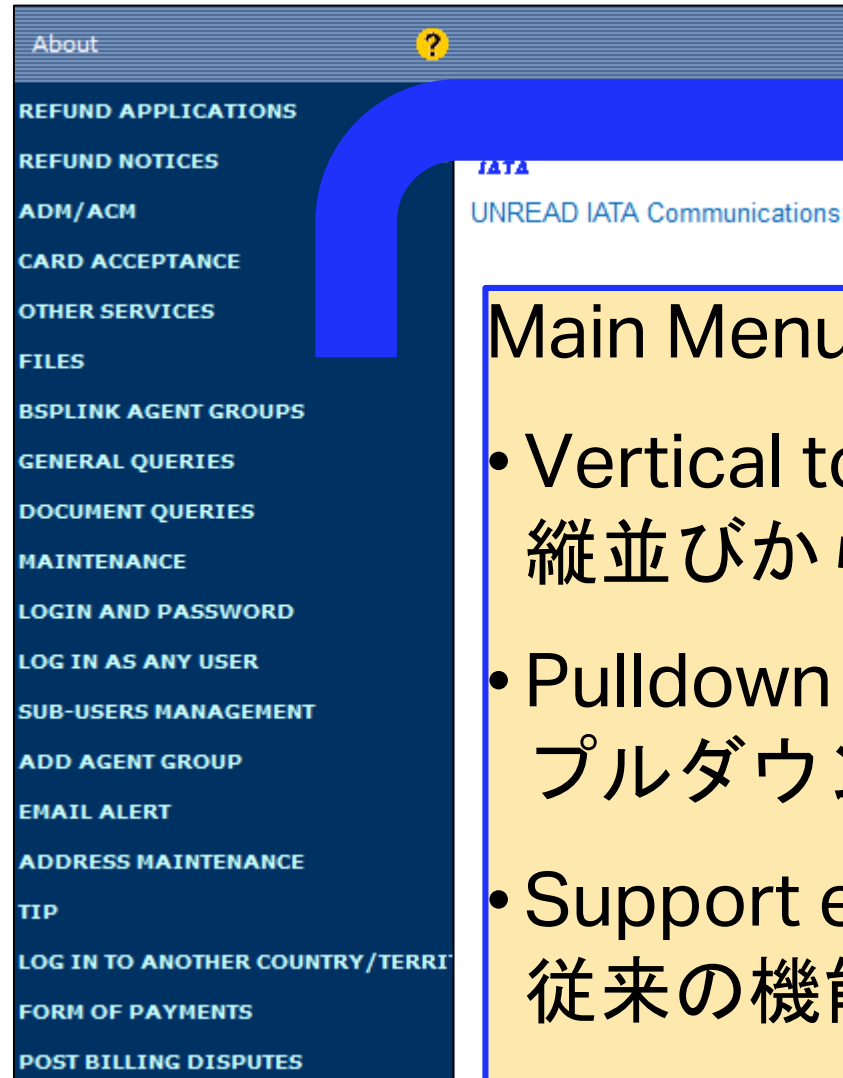 About
?
REFUND APPLICATIONS
REFUND NOTICES
ADM/ACM
CARD ACCEPTANCE
OTHER SERVICES
FILES
BSPLINK AGENT GROUPS
GENERAL QUERIES
DOCUMENT QUERIES
MAINTENANCE
LOGIN AND PASSWORD
LOG IN AS ANY USER
SUB-USERS MANAGEMENT
ADD AGENT GROUP
EMAIL ALERT
ADDRESS MAINTENANCE
TIP
LOG IN TO ANOTHER COUNTRY/TERRI
FORM OF PAYMENTS
POST BILLING DISPUTES
IATA
UNREAD IATA Communications
Main Menu
• Vertical to
縦並びから
• Pulldown
プルダウン
• Support e
従来の機能